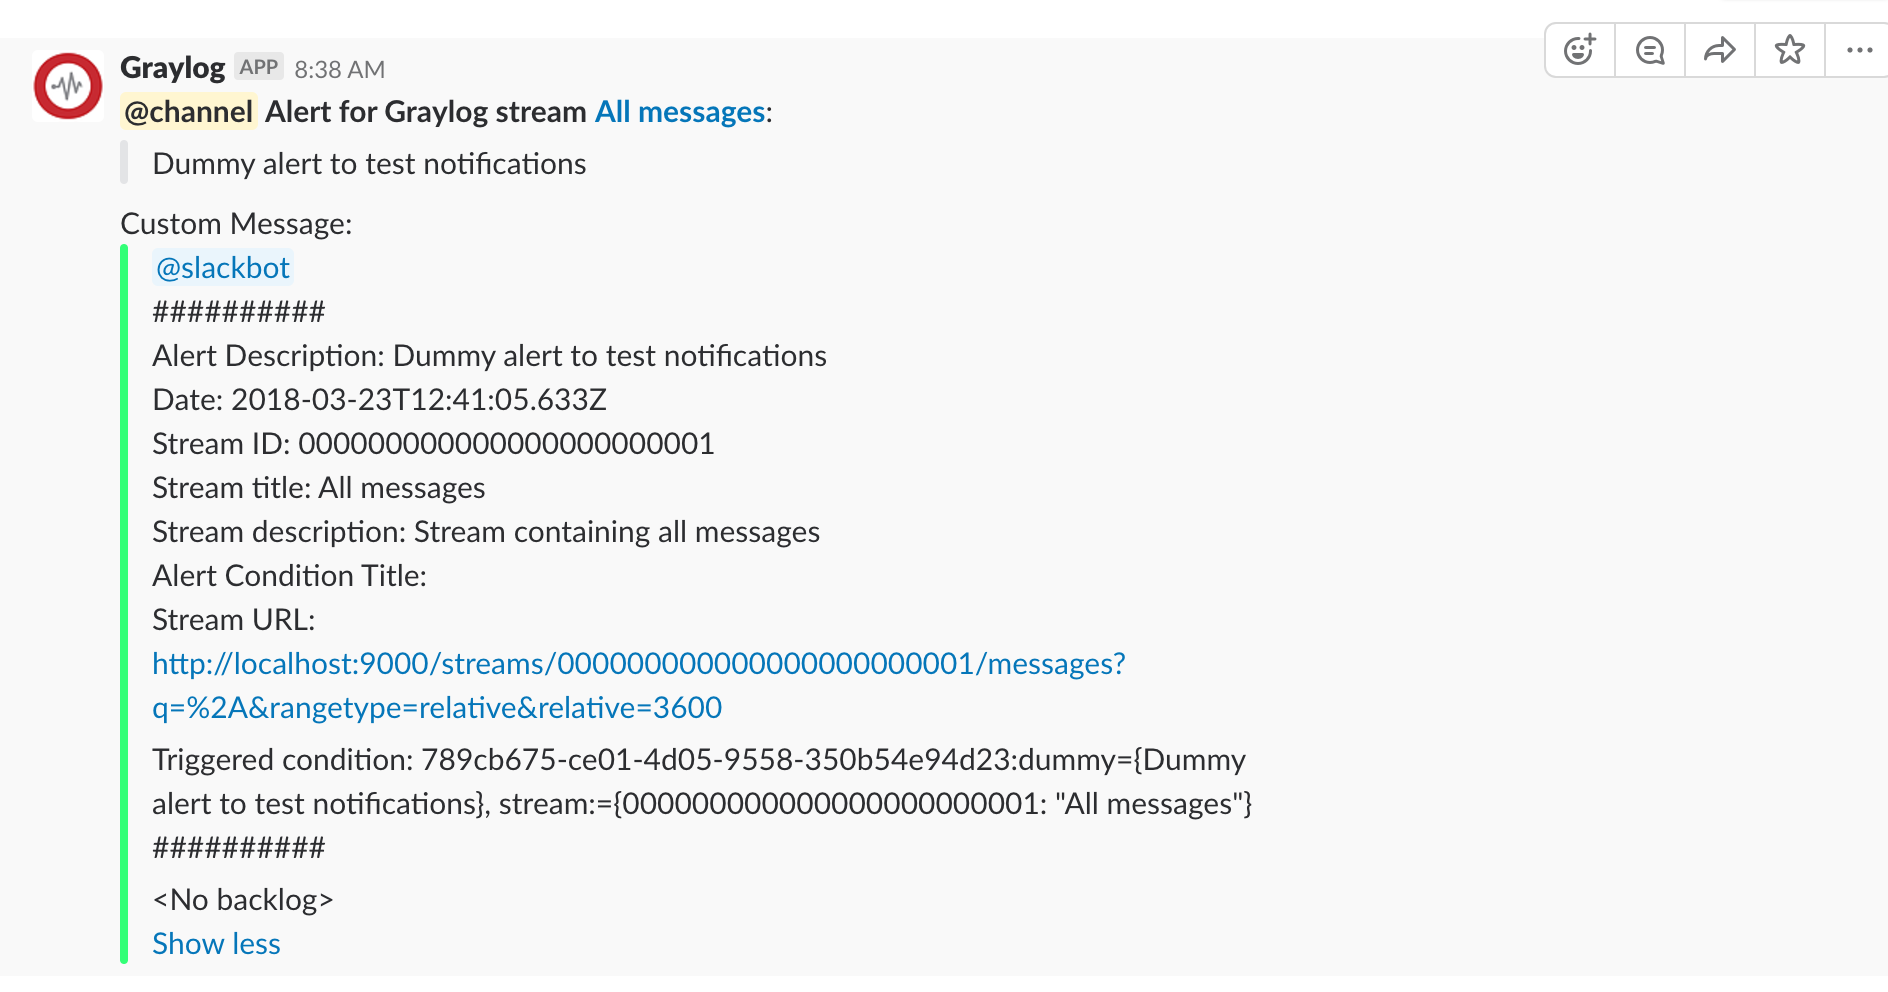 Graylog APP 8:38 AM
@channel Alert for Graylog stream All messages:
Dummy alert to test notifications
Custom Message:
@slackbot
##########
Alert Description: Dummy alert to test notifications
Date: 2018-03-23T12:41:05.633Z
Stream ID: 000000000000000000000001
Stream title: All messages
Stream description: Stream containing all messages
Alert Condition Title:
Stream URL:
http://localhost:9000/streams/000000000000000000000001/messages?
q=%2A&rangetype=relative&relative=3600
Triggered condition: 789cb675-ce01-4d05-9558-350b54e94d23:dummy={Dummy
alert to test notifications}, stream:={000000000000000000000001: "All messages"}
##########
<No backlog>
Show less